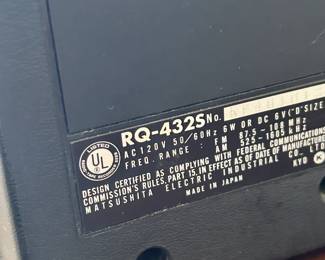 LISTED
UL
RQ-432S No.
AC 120V 50/60Hz 6W OR DC 6V ("D" SIZE
FREQ. RANGE : FM 87.5 - 108 MHz
AM 525 - 1605 kHz
DESIGN CERTIFIED AS COMPLYING WITH FEDERAL COMMUNICATIONS
COMMISSION'S RULES, PART 15, IN EFFECT AS OF DATE OF MANUFACTURE
MATSUSHITA ELECTRIC INDUSTRIAL CO., LTD.
MADE IN JAPAN